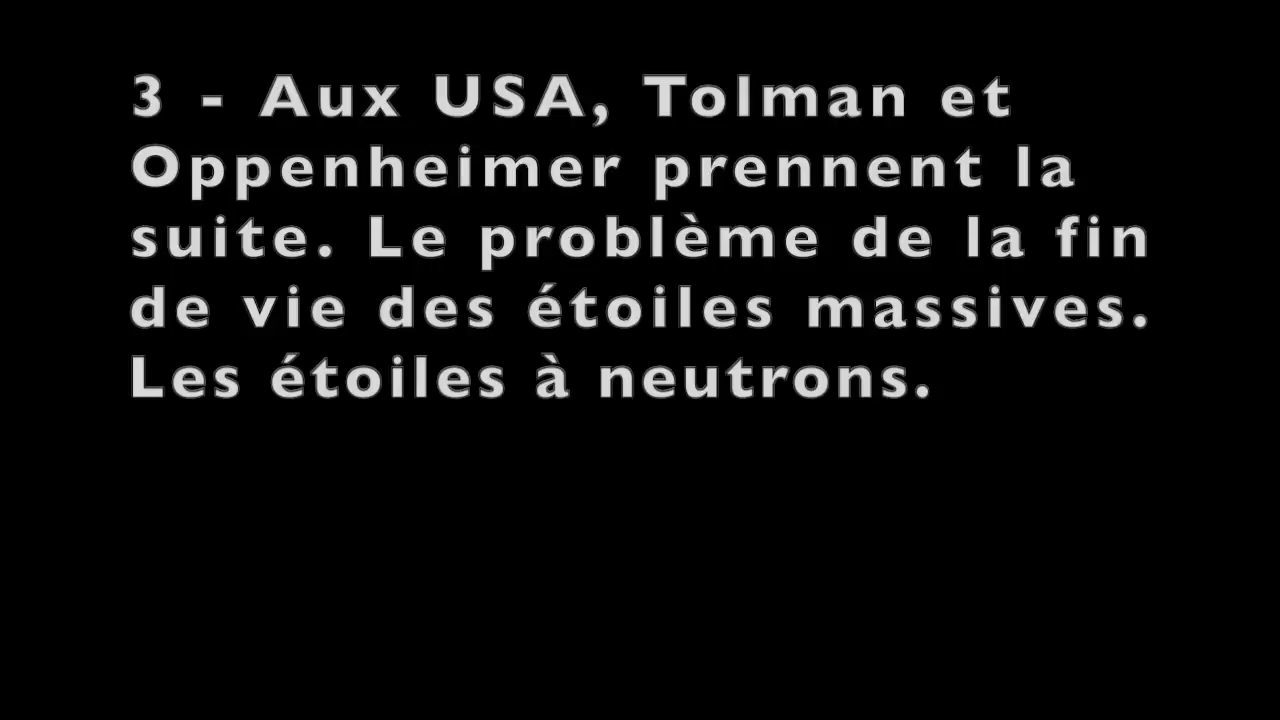 3 - Aux USA, Tolman et
Oppenheimer prennent la
suite. Le problème de la fin
de vie des étoiles massives.
Les étoiles à neutrons.